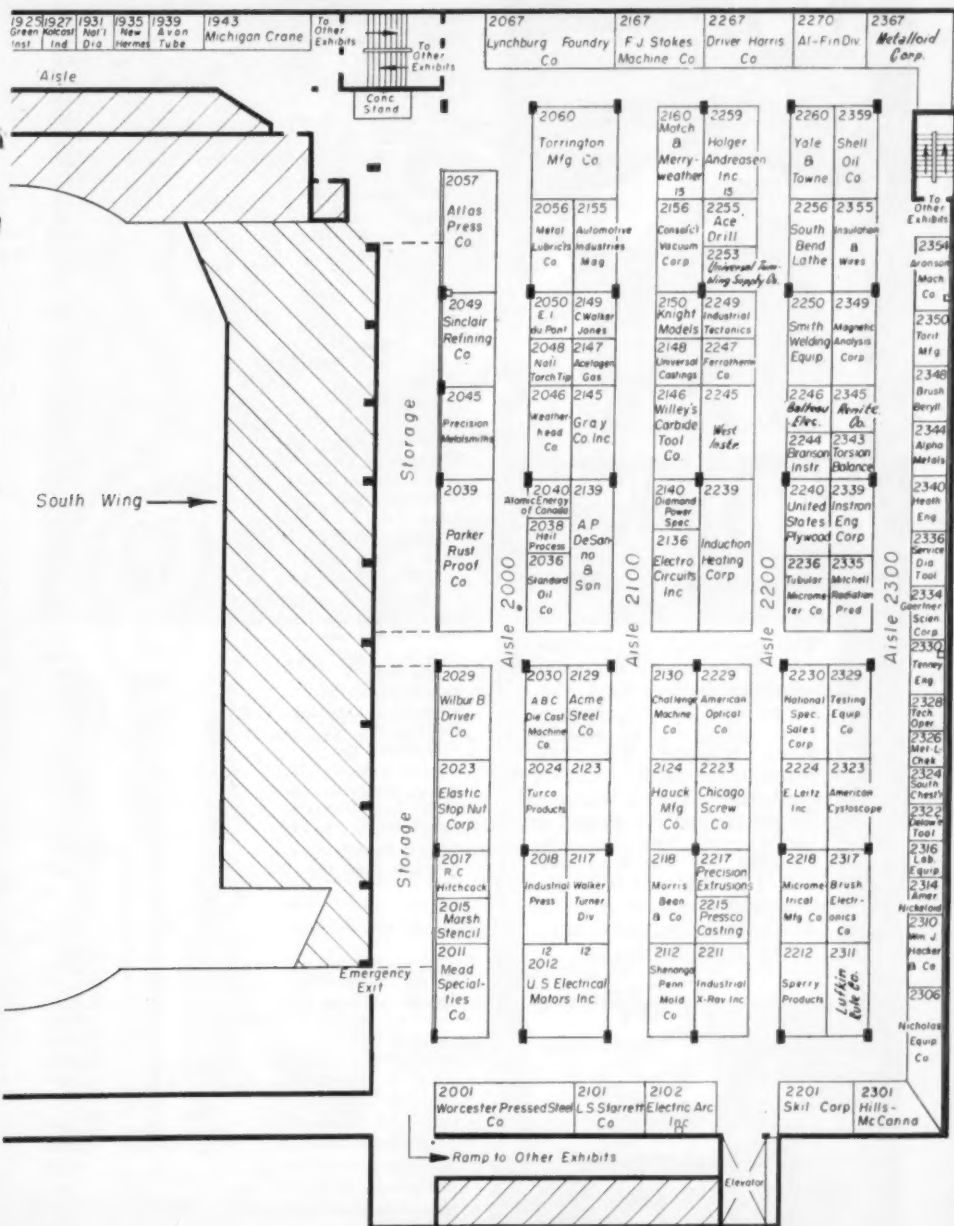 1925
Green
Inst
1927
Kolcast
Ind
1931
Nat'l
Dia
1935
New
Hermes
1939
Avon
Tube
1943
Michigan Crane
To
Other
Exhibits
To
Other
Exhibits
Conc.
Stand
Aisle
2067
Lynchburg Foundry
Co
2167
F.J. Stokes
Machine Co
2267
Driver Harris
Co
2270
Al-Fin Div
2367
Metalloid
Corp.
2057
Atlas
Press
Co.
2049
Sinclair
Refining
Co
2045
Precision
Metalsmiths
2039
Parker
Rust
Proof
Co
Storage
South Wing
2060
Torrington
Mfg Co.
2056
Metal
Lubric'ts
Co.
2155
Automotive
Industries
Mag
2050
E. I.
du Pont
2149
C Walker
Jones
2048
Nat'l
Torch Tip
2147
Acetogen
Gas
2046
Weather-
head
Co
2145
Gray
Co. Inc.
2040
Atomic Energy
of Canada
2038
Heil
Process
2036
Standard
Oil
Co
2139
A P
DeSan-
no
&
Son
Aisle 2000
Aisle 2100
2160
Motch
&
Merry-
weather
15
2259
Holger
Andreasen
Inc
15
2156
Consol'd
Vacuum
Corp
2255
Ace
Drill
2253
Universal Tum-
bling Supply Co.
2150
Knight
Models
2249
Industrial
Tectonics
2148
Universal
Castings
2247
Ferrotherm
Co
2146
Willey's
Carbide
Tool
Co.
2245
West
Instr.
2140
Diamond
Power
Spec
2136
Electro
Circuits
Inc
2239
Induction
Heating
Corp
Aisle 2200
2260
Yale
&
Towne
2359
Shell
Oil
Co
2256
South
Bend
Lathe
2355
Insulation
&
Wires
2250
Smith
Welding
Equip.
2349
Magnetic
Analysis
Corp
2246
Balteau
Elec.
2345
Renite
Co.
2244
Branson
Instr.
2343
Torsion
Balance
2240
United
States
Plywood
2339
Instron
Eng
Corp
2236
Tubular
Microme-
ter Co
2335
Mitchell
Radiation
Prod
Aisle 2300
To
Other
Exhibits
2354
Aronson
Mach
Co
2350
Torit
Mfg
2348
Brush
Beryll.
2344
Alpha
Metals
2340
Heath
Eng
2336
Service
Dia
Tool
2334
Gaertner
Scien
Corp
2330
Tenney
Eng
2328
Tech
Oper
2326
Met-L-
Chek
2324
South
Chest'r
2322
Delaw'e
Tool
2316
Lab.
Equip
2314
Amer
Nickeloid
2310
Wm J.
Hacker
& Co
2306
Nicholas
Equip
Co
2029
Wilbur B
Driver
Co
2023
Elastic
Stop Nut
Corp
2017
R.C
Hitchcock
2015
Marsh
Stencil
2011
Mead
Special-
ties
Co.
Storage
Emergency
Exit
2030
A B C
Die Cast
Machine
Co.
2129
Acme
Steel
Co
2024
Turco
Products
2123
2018
Industrial
Press
2117
Walker
Turner
Div
12
12
2012
U S Electrical
Motors Inc
2130
Challenge
Machine
Co
2229
American
Optical
Co
2124
Hauck
Mfg
Co.
2223
Chicago
Screw
Co.
2118
Morris
Bean
& Co
2217
Precision
Extrusions
2215
Pressco
Casting
2112
Shenango
Penn
Mold
Co
2211
Industrial
X-Ray Inc
2230
National
Spec.
Sales
Corp
2329
Testing
Equip.
Co
2224
E. Leitz
Inc.
2323
American
Cystoscope
2218
Microme-
trical
Mfg Co
2317
Brush
Electr-
onics
Co
2212
Sperry
Products
2311
Lufkin
Rule Co.
2001
Worcester Pressed Steel
Co
2101
L S Starrett
Co
2102
Electric Arc
Inc
2201
Skil Corp
2301
Hills-
McCanna
Ramp to Other Exhibits
Elevator